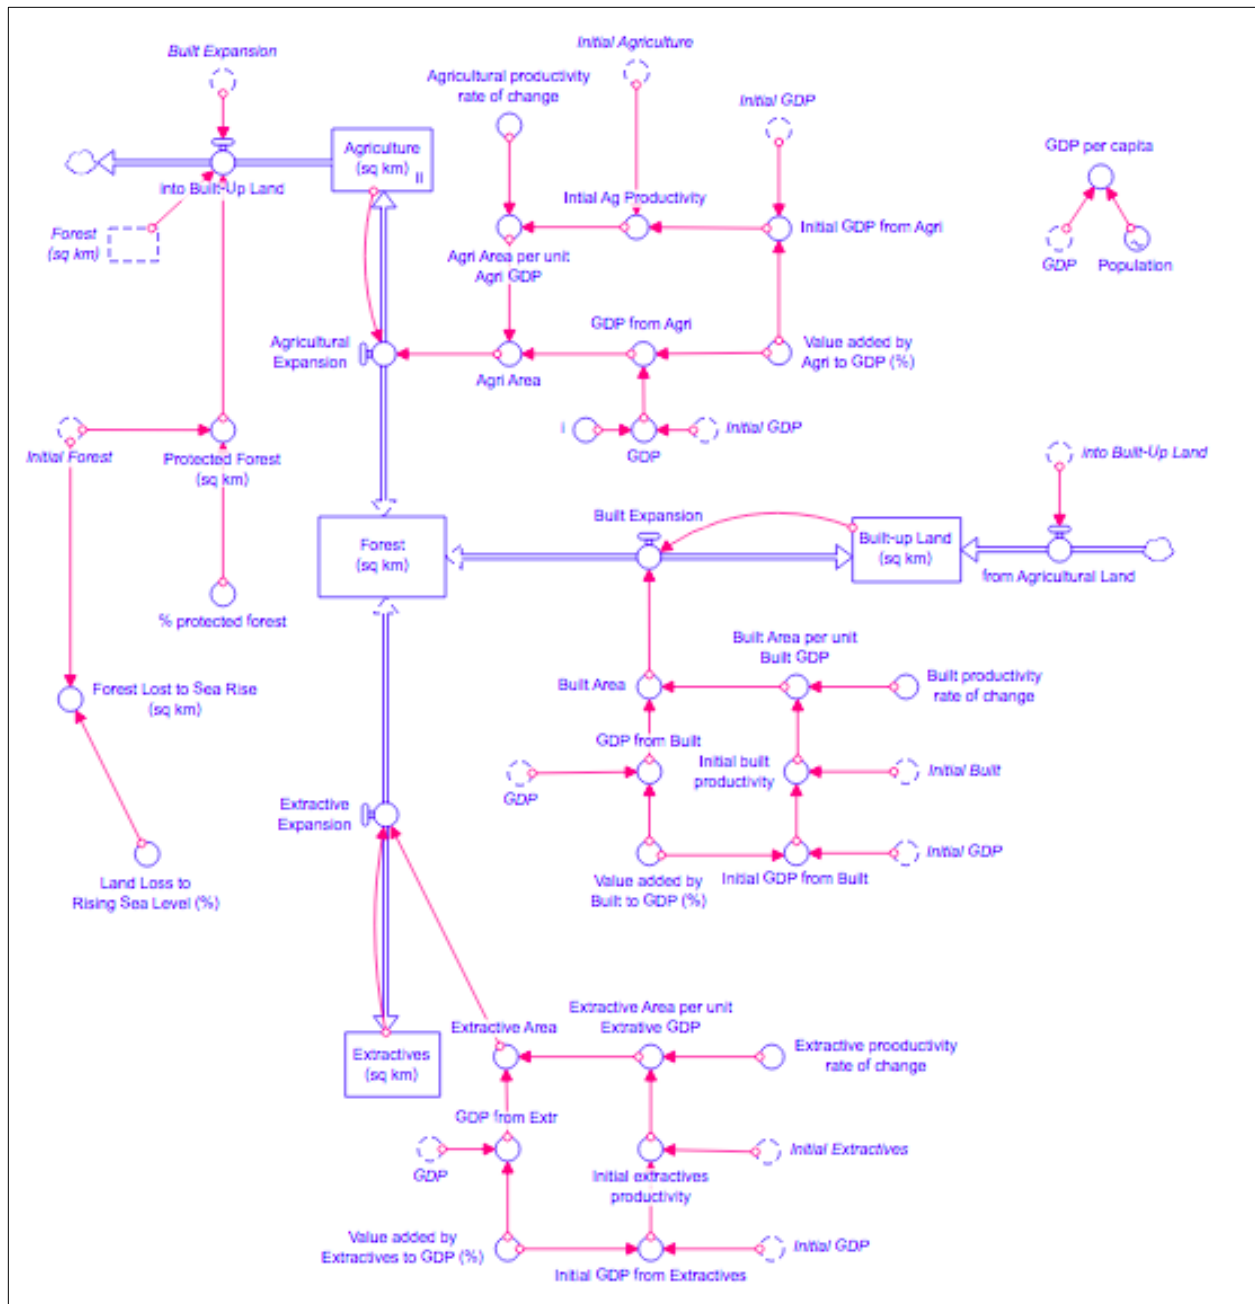 Built Expansion
Initial Agriculture
Agricultural productivity
rate of change
Initial GDP
GDP per capita
Agriculture
(sq km)
into Built-Up Land
Forest
(sq km)
Intial Ag Productivity
Initial GDP from Agri
Agri Area per unit
Agri GDP
GDP
Population
GDP from Agri
Agricultural
Expansion
Agri Area
Value added by
Agri to GDP (%)
i
Initial GDP
GDP
Initial Forest
Protected Forest
(sq km)
into Built-Up Land
Built Expansion
Forest
(sq km)
Built-up Land
(sq km)
from Agricultural Land
% protected forest
Built Area per unit
Built GDP
Forest Lost to Sea Rise
(sq km)
Built Area
Built productivity
rate of change
GDP from Built
Initial built
productivity
Initial Built
GDP
Extractive
Expansion
Initial GDP
Land Loss to
Rising Sea Level (%)
Value added by
Built to GDP (%)
Initial GDP from Built
Extractive Area per unit
Extrative GDP
Extractive Area
Extractives
(sq km)
Extractive prooductivity
rate of change
GDP from Extr
GDP
Initial Extractives
Initial extractives
productivity
Value added by
Extractives to GDP (%)
Initial GDP
Initial GDP from Extractives